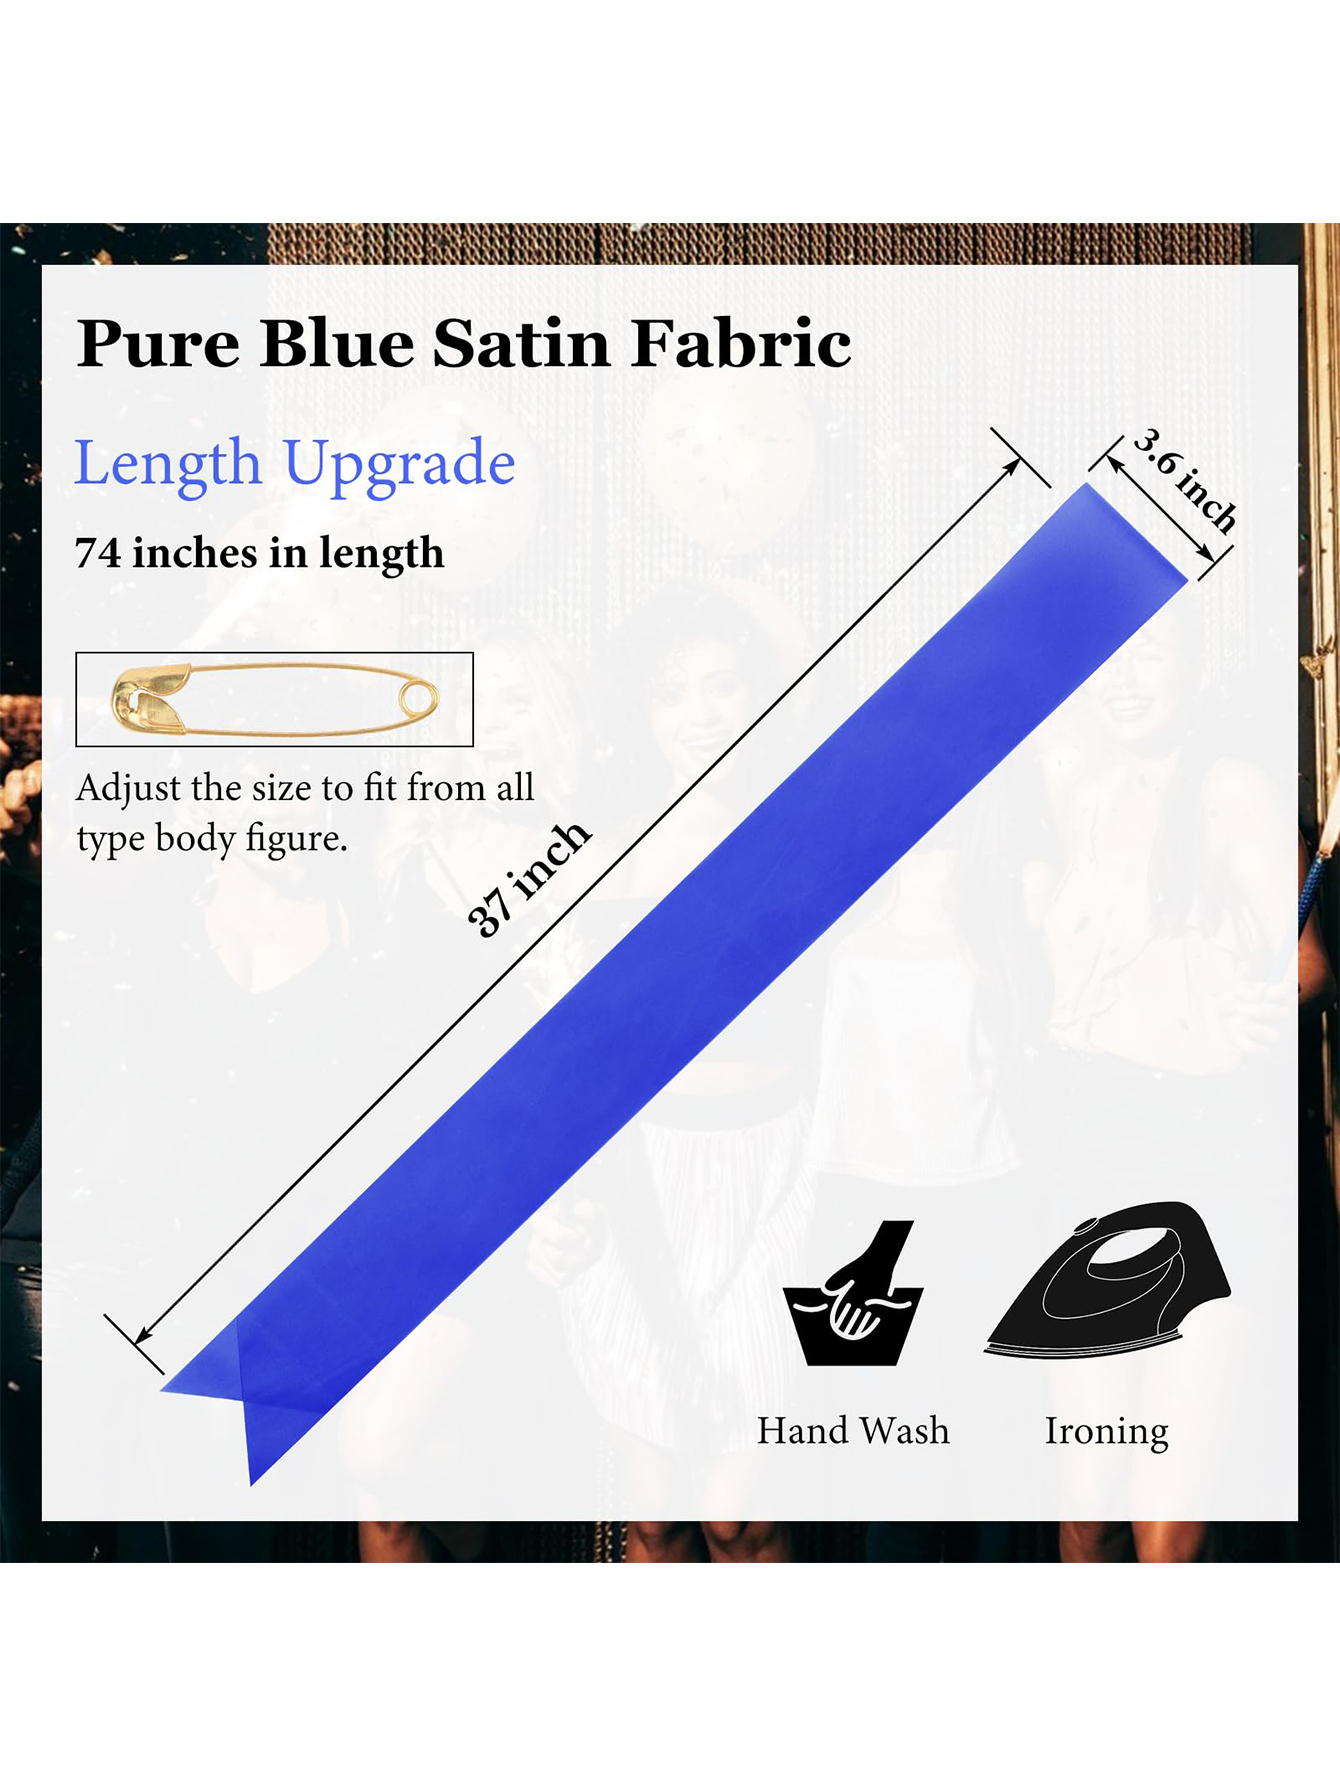 Pure Blue Satin Fabric
Length Upgrade
74 inches in length
3.6 inch
Adjust the size to fit from all
type body figure.
37 inch
Hand Wash
Ironing